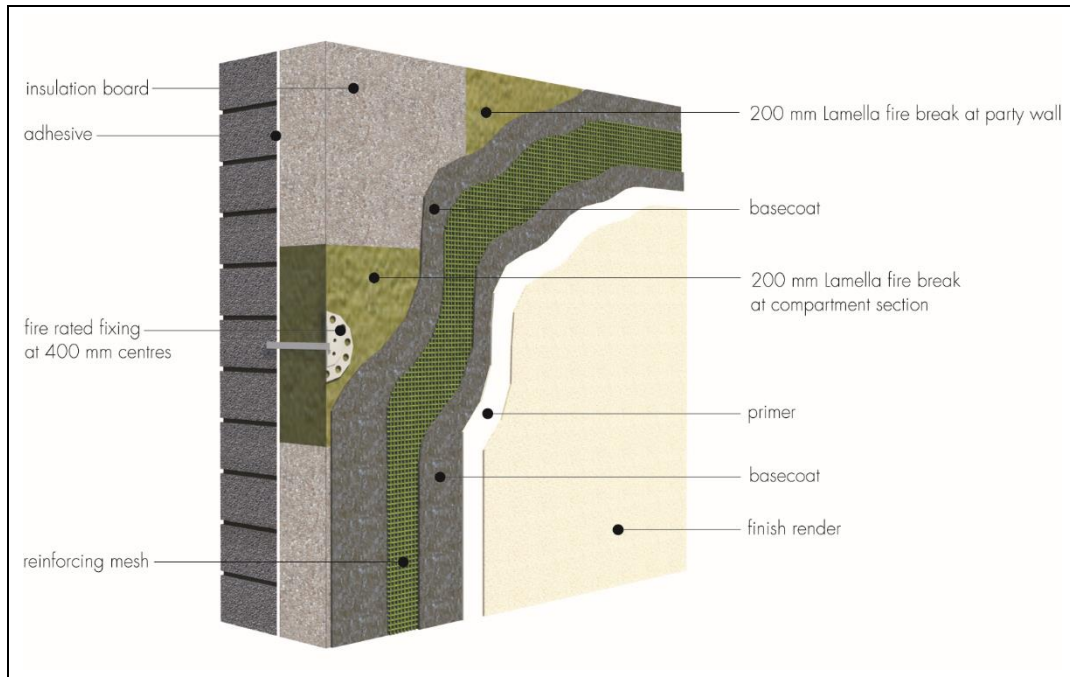 insulation board
adhesive
fire rated fixing
at 400 mm centres
reinforcing mesh
200 mm Lamella fire break at party wall
basecoat
200 mm Lamella fire break
at compartment section
primer
basecoat
finish render